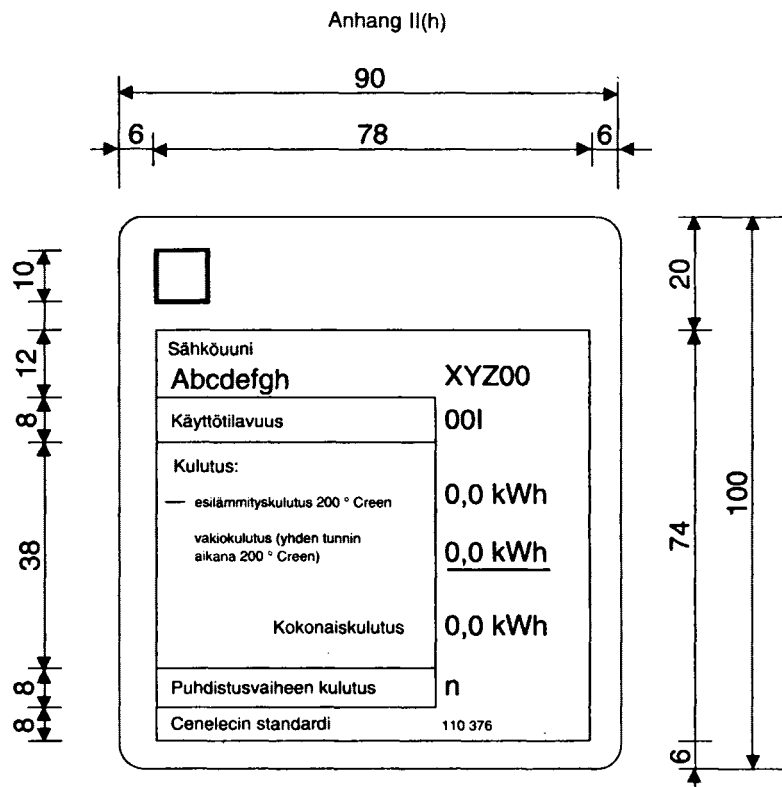 Anhang II(h)
90
6 78 6
10
20
Sähköuuni
Abcdefgh XYZ00
12
Käyttötilavuus 00l
8
Kulutus:
— esilämmityskulutus 200 ° Creen 0,0 kWh
vakiokulutus (yhden tunnin
aikana 200 ° Creen) 0,0 kWh
38
74
100
Kokonaiskulutus 0,0 kWh
Puhdistusvaiheen kulutus n
8
Cenelecin standardi 110 376
8
6